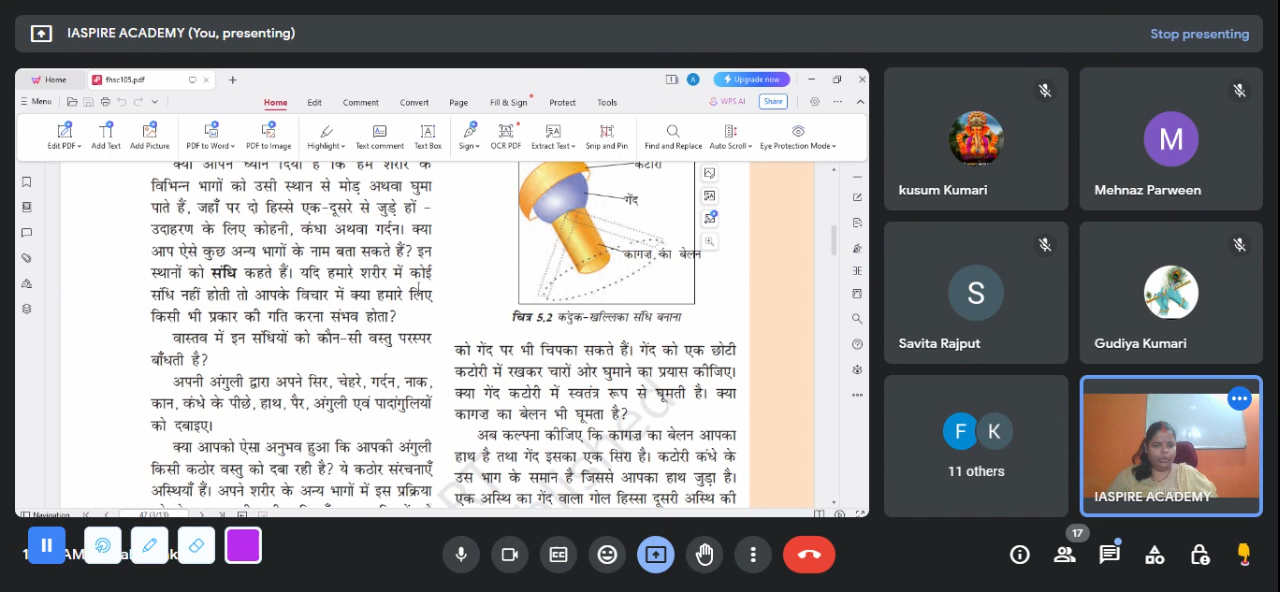 IASPIRE ACADEMY (You, presenting)
Stop presenting
Home
fhsc105.pdf
Upgrade now
Menu
Home Edit Comment Convert Page Fill & Sign Protect Tools
WPS AI
Share
Edit PDF Add Text Add Picture PDF to Word PDF to Image Highlight Text comment Text Box Sign OCR PDF Extract Text Snip and Pin Find and Replace Auto Scroll Eye Protection Mode
क्या आपने ध्यान दिया है कि हम शरीर के
विभिन्न भागों को उसी स्थान से मोड़ अथवा घुमा
पाते हैं, जहाँ पर दो हिस्से एक-दूसरे से जुड़े हों -
उदाहरण के लिए कोहनी, कंधा अथवा गर्दन। क्या
आप ऐसे कुछ अन्य भागों के नाम बता सकते हैं? इन
स्थानों को संधि कहते हैं। यदि हमारे शरीर में कोई
संधि नहीं होती तो आपके विचार में क्या हमारे लिए
किसी भी प्रकार की गति करना संभव होता?
वास्तव में इन संधियों को कौन-सी वस्तु परस्पर
बाँधती है?
अपनी अंगुली द्वारा अपने सिर, चेहरे, गर्दन, नाक,
कान, कंधे के पीछे, हाथ, पैर, अंगुली एवं पादांगुलियों
को दबाइए।
क्या आपको ऐसा अनुभव हुआ कि आपकी अंगुली
किसी कठोर वस्तु को दबा रही है? ये कठोर संरचनाएँ
अस्थियाँ हैं। अपने शरीर के अन्य भागों में इस प्रक्रिया
कटोरी
गेंद
कागज़ का बेलन
चित्र 5.2 कंदुक-खल्लिका संधि बनाना
को गेंद पर भी चिपका सकते हैं। गेंद को एक छोटी
कटोरी में रखकर चारों ओर घुमाने का प्रयास कीजिए।
क्या गेंद कटोरी में स्वतंत्र रूप से घूमती है। क्या
कागज़ का बेलन भी घूमता है?
अब कल्पना कीजिए कि कागज़ का बेलन आपका
हाथ है तथा गेंद इसका एक सिरा है। कटोरी कंधे के
उस भाग के समान है जिससे आपका हाथ जुड़ा है।
एक अस्थि का गेंद वाला गोल हिस्सा दूसरी अस्थि की
Navigation
47 (3/13)
kusum Kumari
M
Mehnaz Parween
S
Savita Rajput
Gudiya Kumari
F K
11 others
IASPIRE ACADEMY
17